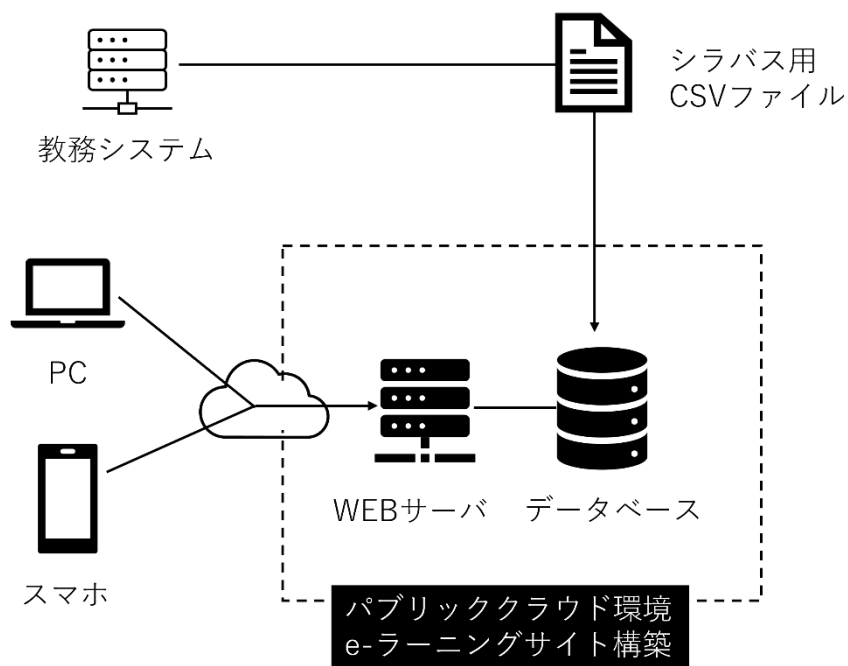 シラバス用
CSVファイル
教務システム
PC
WEBサーバ
データベース
スマホ
パブリッククラウド環境
e-ラーニングサイト構築